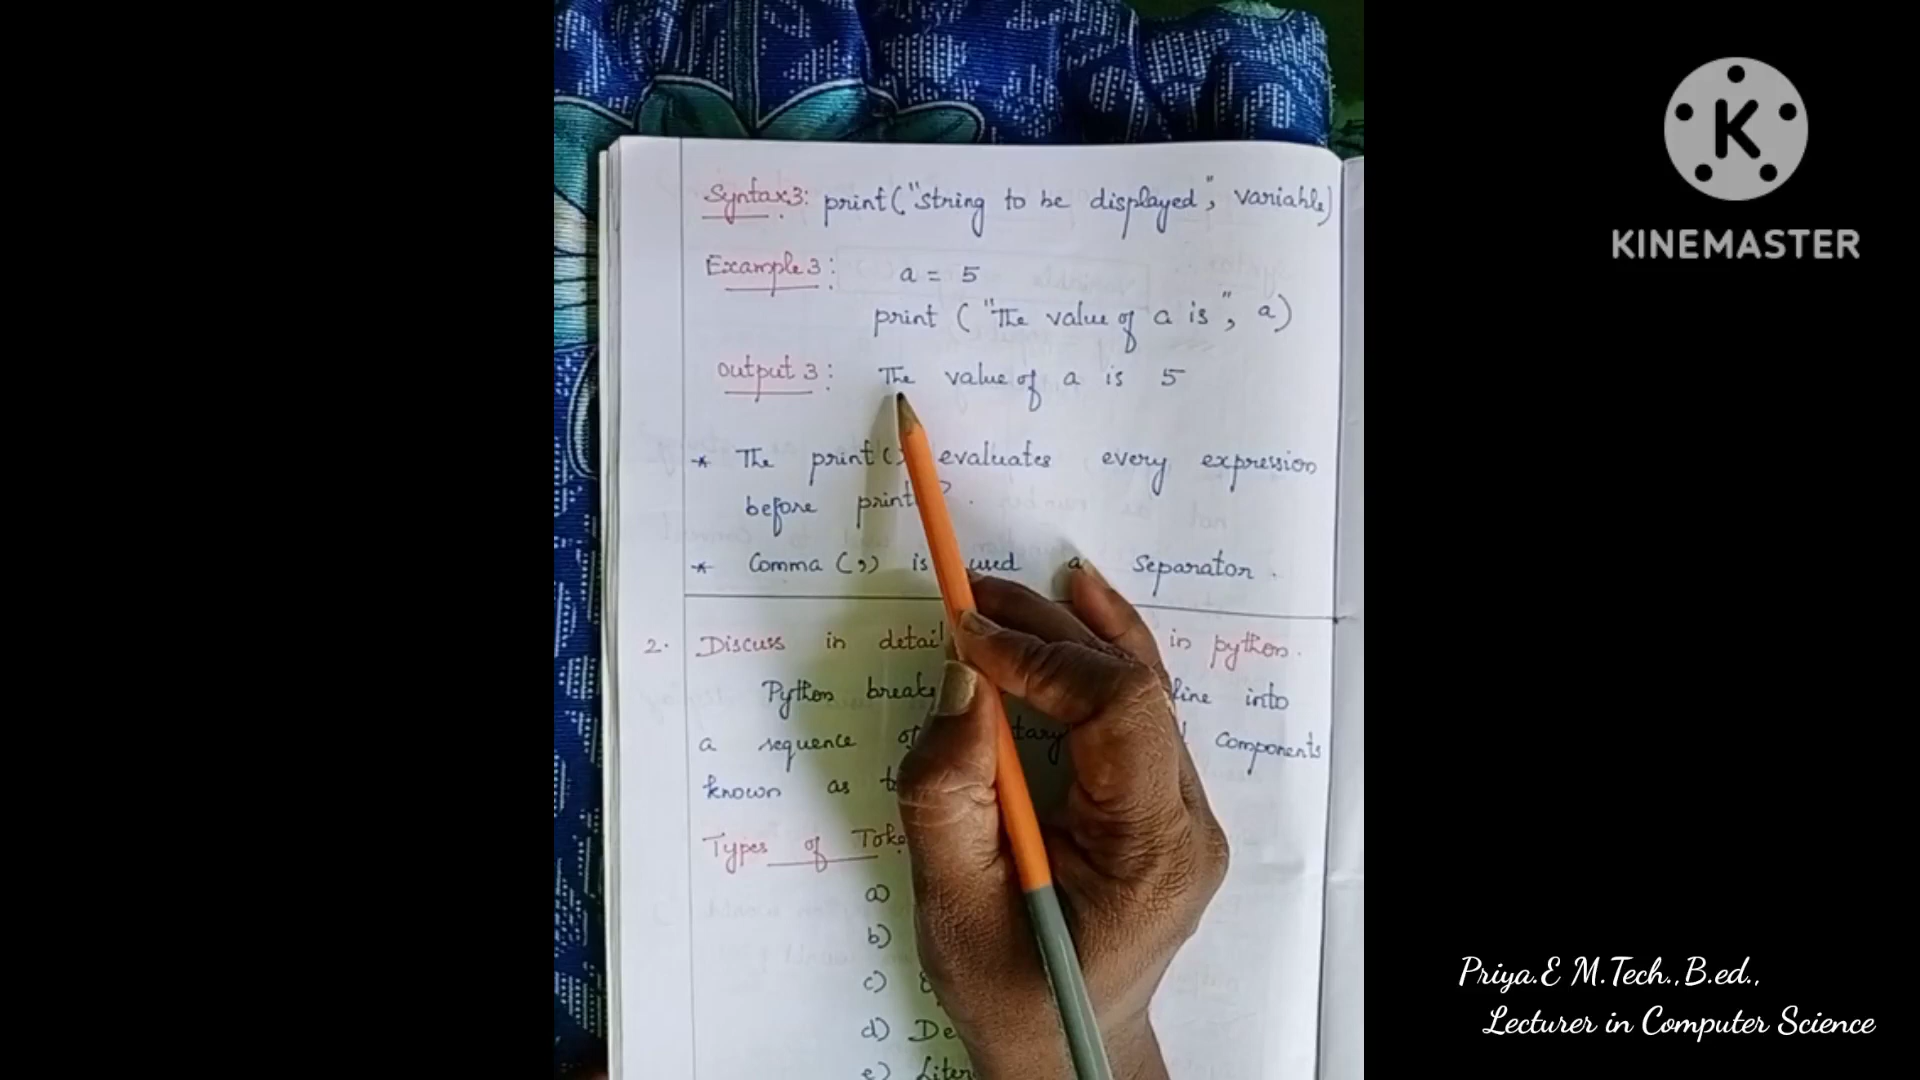 Syntax3: print("String to be displayed", variable)
Example 3: a = 5
print ("The value of a is", a)
Output 3: The value of a is 5
* The print() evaluates every expression
before print
* Comma (,) is used a separator.
2. Discuss in detail in python.
Python breaks line into
a sequence of components
known as
Types of
a)
b)
c)
d)
e)
K
KINEMASTER
Priya.E M.Tech.,B.ed.,
Lecturer in Computer Science